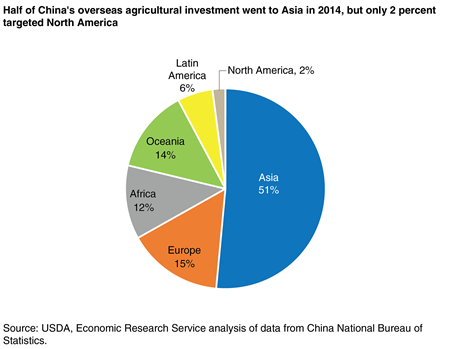 Half of China's overseas agricultural investment went to Asia in 2014, but only 2 percent
targeted North America
Latin
America
6%
North America, 2%
Oceania
14%
Asia
51%
Africa
12%
Europe
15%
Source: USDA, Economic Research Service analysis of data from China National Bureau of
Statistics.